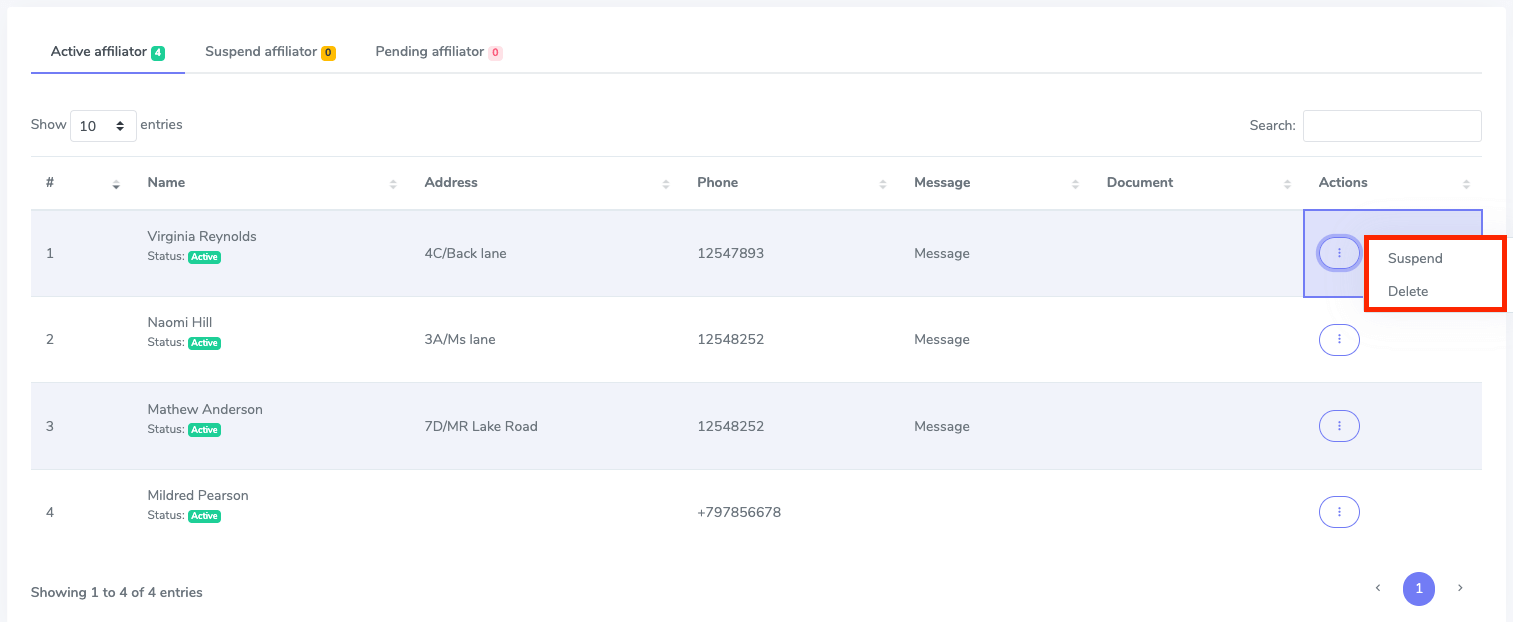 Active affiliator 4 Suspend affiliator 0 Pending affiliator 0
Show 10 entries Search:
# Name Address Phone Message Document Actions
Virginia Reynolds
1 4C/Back lane 12547893 Message
Status: Active
Suspend
Delete
Naomi Hill
2 3A/Ms lane 12548252 Message
Status: Active
Mathew Anderson
3 7D/MR Lake Road 12548252 Message
Status: Active
Mildred Pearson
4 +797856678
Status: Active
Showing 1 to 4 of 4 entries ‹ 1 ›